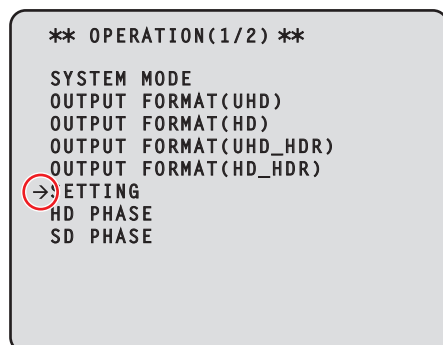 ** OPERATION(1/2) **
SYSTEM MODE
OUTPUT FORMAT(UHD)
OUTPUT FORMAT(HD)
OUTPUT FORMAT(UHD_HDR)
OUTPUT FORMAT(HD_HDR)
→SETTING
HD PHASE
SD PHASE